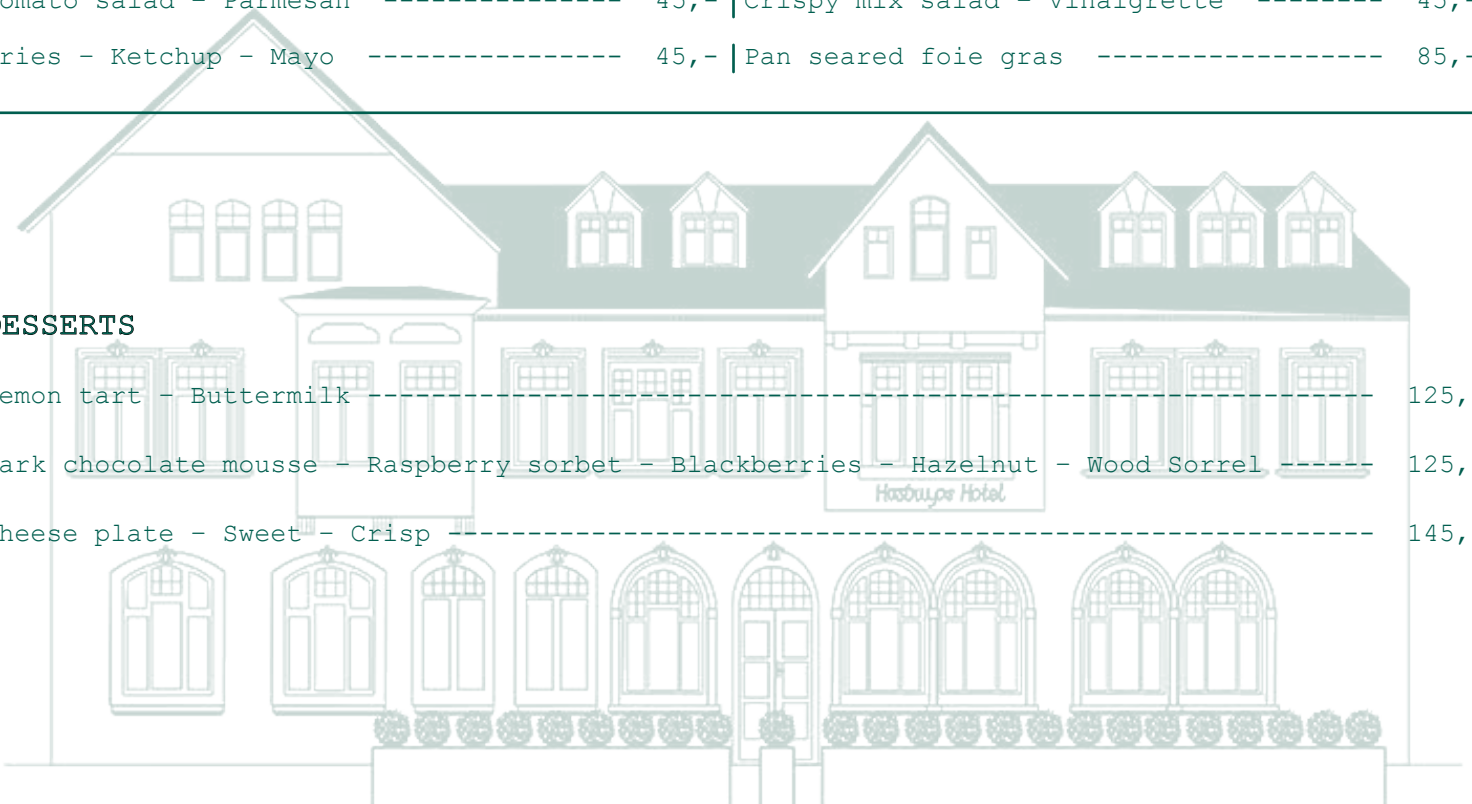 omato salad – Parmesan --------------- 45,- | Crispy mix salad – Vinaigrette -------- 45,-
ries – Ketchup – Mayo ---------------- 45,- | Pan seared foie gras ------------------ 85,-
DESSERTS
emon tart – Buttermilk --------------------------------------------------------------- 125,
ark chocolate mousse – Raspberry sorbet – Blackberries – Hazelnut – Wood Sorrel ------ 125,
heese plate – Sweet – Crisp ---------------------------------------------------------- 145,
Hotel